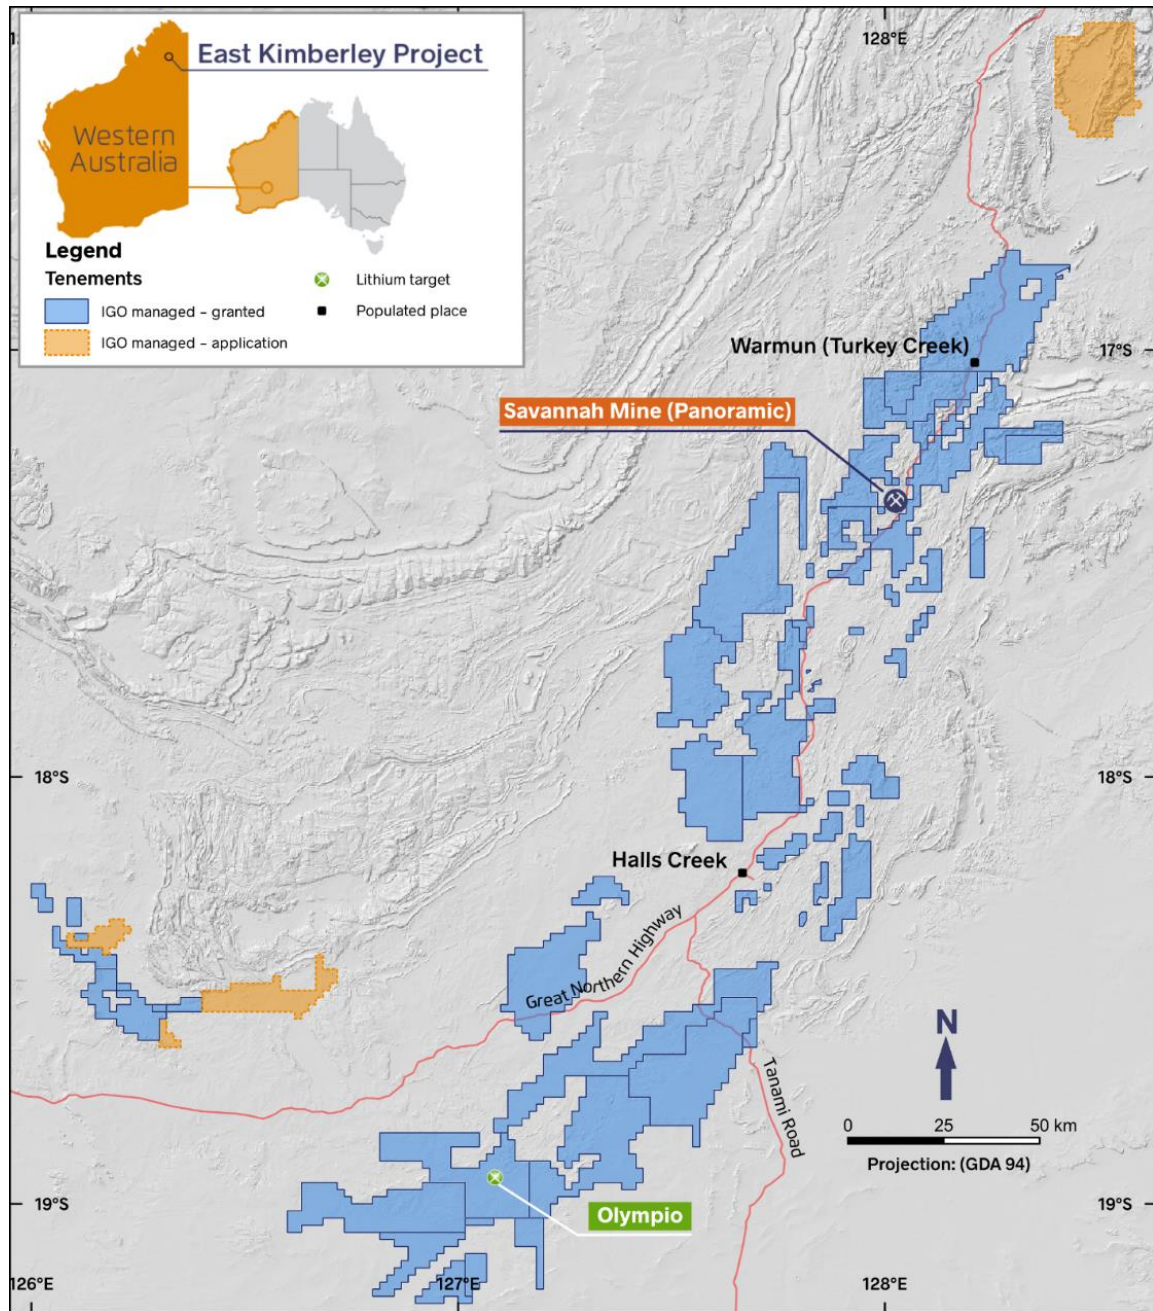 128°E
East Kimberley Project
Western
Australia
Legend
Tenements
IGO managed – granted
IGO managed – application
Lithium target
Populated place
17°S
Warmun (Turkey Creek)
Savannah Mine (Panoramic)
18°S
18°S
Halls Creek
Great Northern Highway
N
Tanami Road
0 25 50 km
Projection: (GDA 94)
19°S
19°S
Olympio
126°E
127°E
128°E